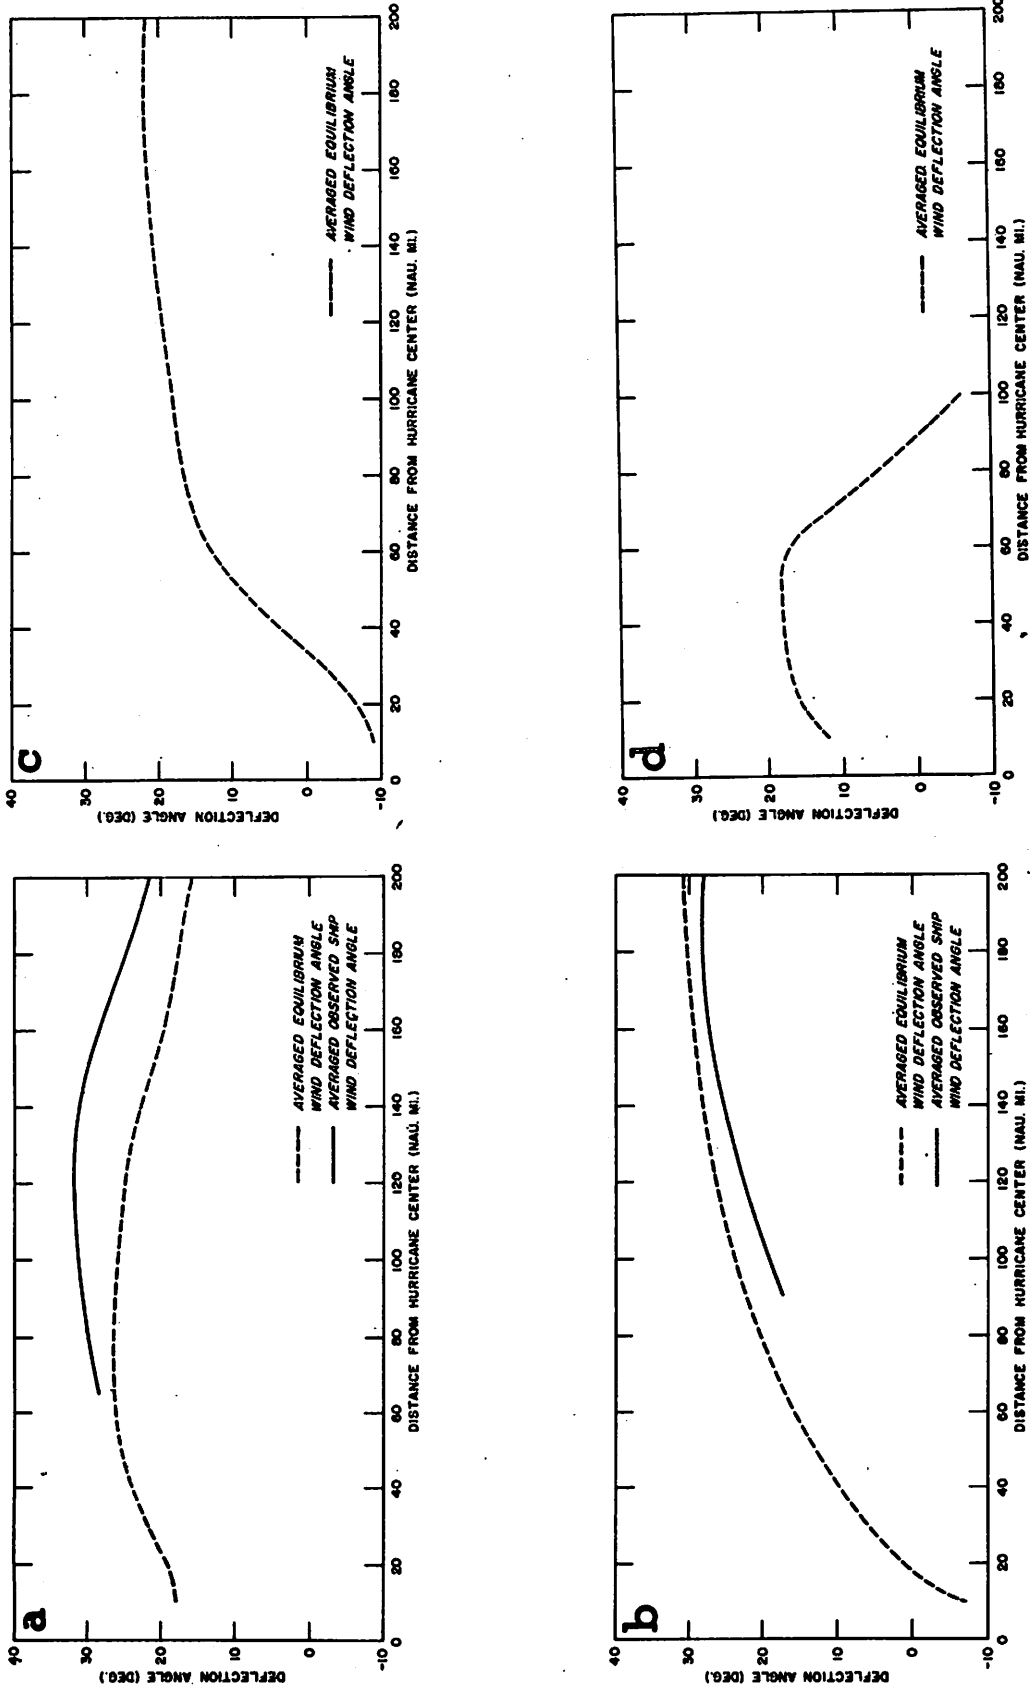 a
40
30
20
10
0
-10
DEFLECTION ANGLE (DEG.)
AVERAGED EQUILIBRIUM
WIND DEFLECTION ANGLE
AVERAGED OBSERVED SHIP
WIND DEFLECTION ANGLE
0 20 40 60 80 100 120 140 160 180 200
DISTANCE FROM HURRICANE CENTER (NAU. MI.)
c
40
30
20
10
0
-10
DEFLECTION ANGLE (DEG.)
AVERAGED EQUILIBRIUM
WIND DEFLECTION ANGLE
0 20 40 60 80 100 120 140 160 180 200
DISTANCE FROM HURRICANE CENTER (NAU. MI.)
b
40
30
20
10
0
-10
DEFLECTION ANGLE (DEG.)
AVERAGED EQUILIBRIUM
WIND DEFLECTION ANGLE
AVERAGED OBSERVED SHIP
WIND DEFLECTION ANGLE
0 20 40 60 80 100 120 140 160 180 200
DISTANCE FROM HURRICANE CENTER (NAU. MI.)
d
40
30
20
10
0
-10
DEFLECTION ANGLE (DEG.)
AVERAGED EQUILIBRIUM
WIND DEFLECTION ANGLE
0 20 40 60 80 100 120 140 160 180 200
DISTANCE FROM HURRICANE CENTER (NAU. MI.)